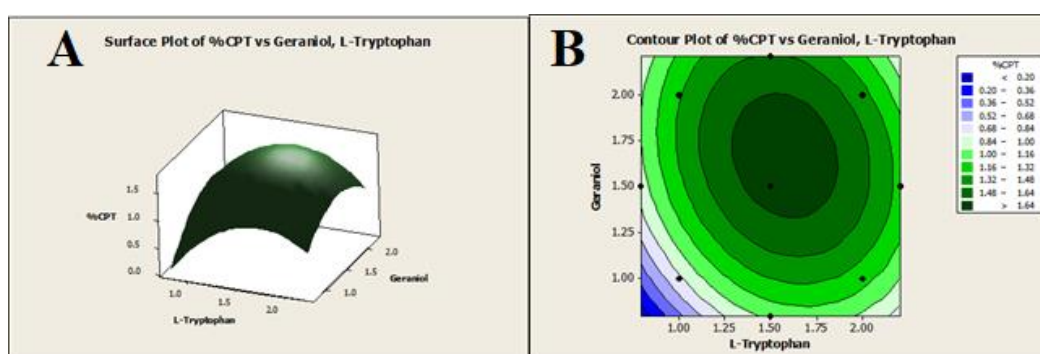 A
Surface Plot of %CPT vs Geraniol, L-Tryptophan
1.5
1.0
0.5
0.0
%CPT
1.0
1.5
2.0
L-Tryptophan
2.0
1.5
1.0
Geraniol
B
Contour Plot of %CPT vs Geraniol, L-Tryptophan
2.00
1.75
1.50
1.25
1.00
Geraniol
1.00 1.25 1.50 1.75 2.00
L-Tryptophan
%CPT
< 0.20
0.20 – 0.36
0.36 – 0.52
0.52 – 0.68
0.68 – 0.84
0.84 – 1.00
1.00 – 1.16
1.16 – 1.32
1.32 – 1.48
1.48 – 1.64
> 1.64